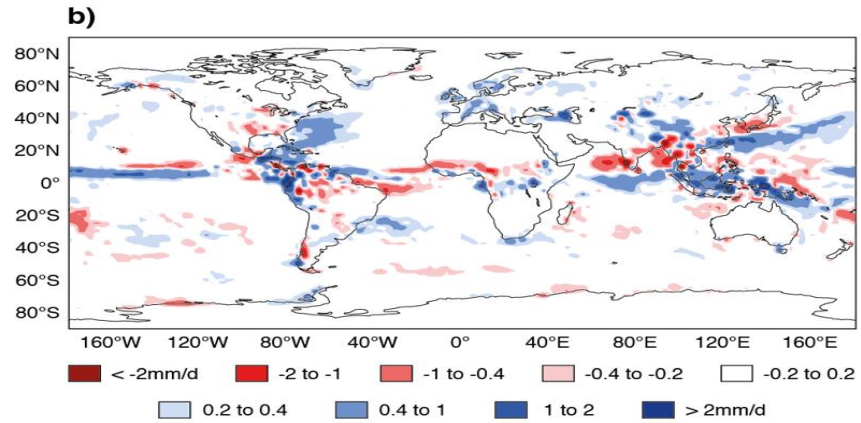 b)
80°N
60°N
40°N
20°N
0°
20°S
40°S
60°S
80°S
160°W 120°W 80°W 40°W 0° 40°E 80°E 120°E 160°E
< -2mm/d -2 to -1 -1 to -0.4 -0.4 to -0.2 -0.2 to 0.2
0.2 to 0.4 0.4 to 1 1 to 2 > 2mm/d